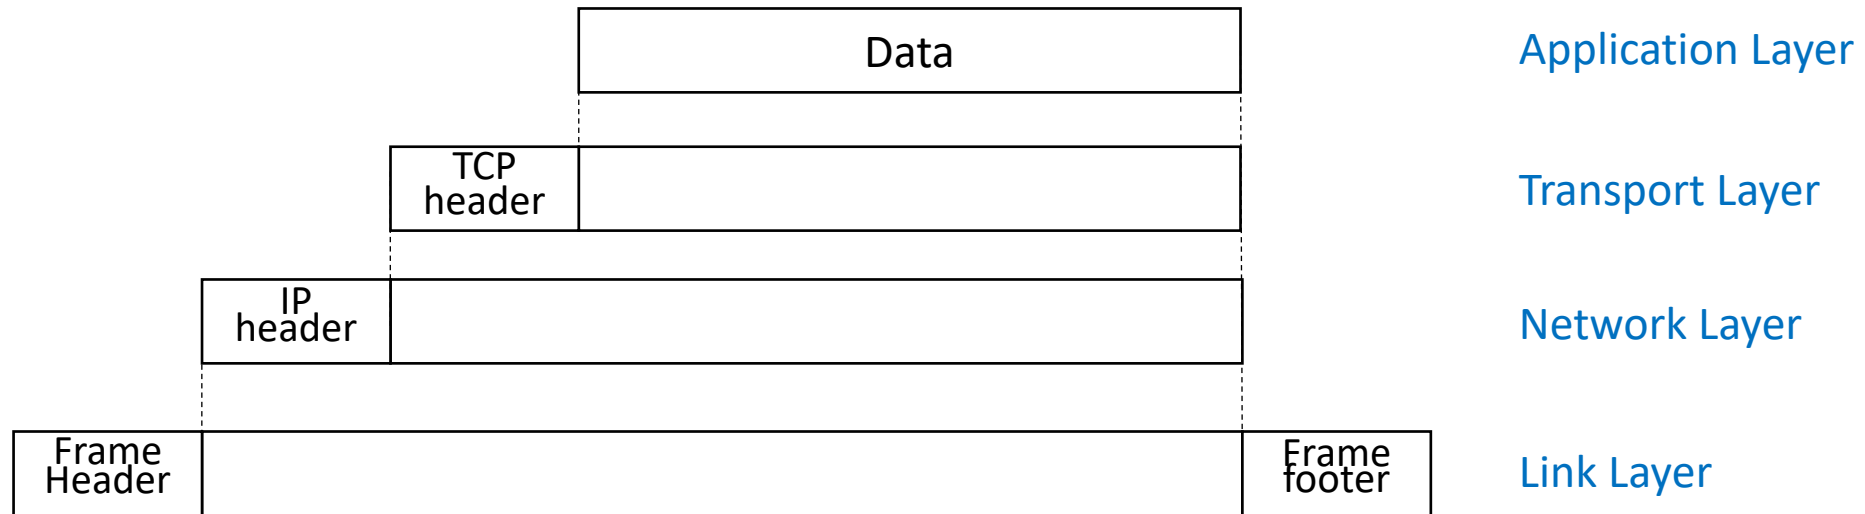 Data
Application Layer
TCP
header
Transport Layer
IP
header
Network Layer
Frame
Header
Frame
footer
Link Layer